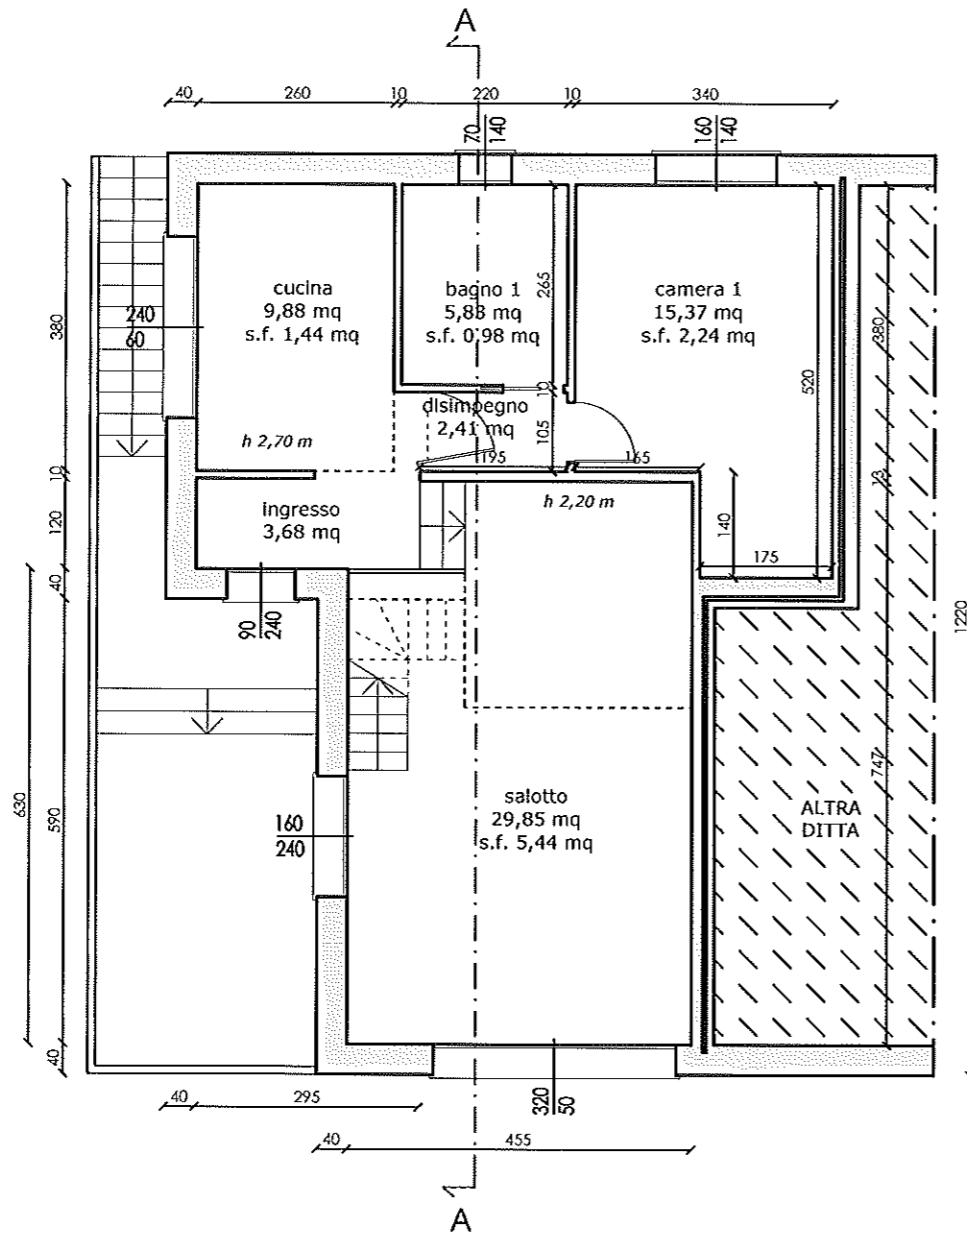 A
40 260 10 220 10 340
70
140
160
140
cucina
9,88 mq
s.f. 1,44 mq
bagno 1
5,83 mq
s.f. 0,98 mq
camera 1
15,37 mq
s.f. 2,24 mq
265
380
240
60
380
520
10
disimpegno
2,41 mq
105
h 2,70 m
195
165
10
13
ingresso
3,68 mq
h 2,20 m
120
140
175
40
90
240
1220
630
590
747
salotto
29,85 mq
s.f. 5,44 mq
ALTRA
DITTA
160
240
40
40 295
320
50
40 455
A